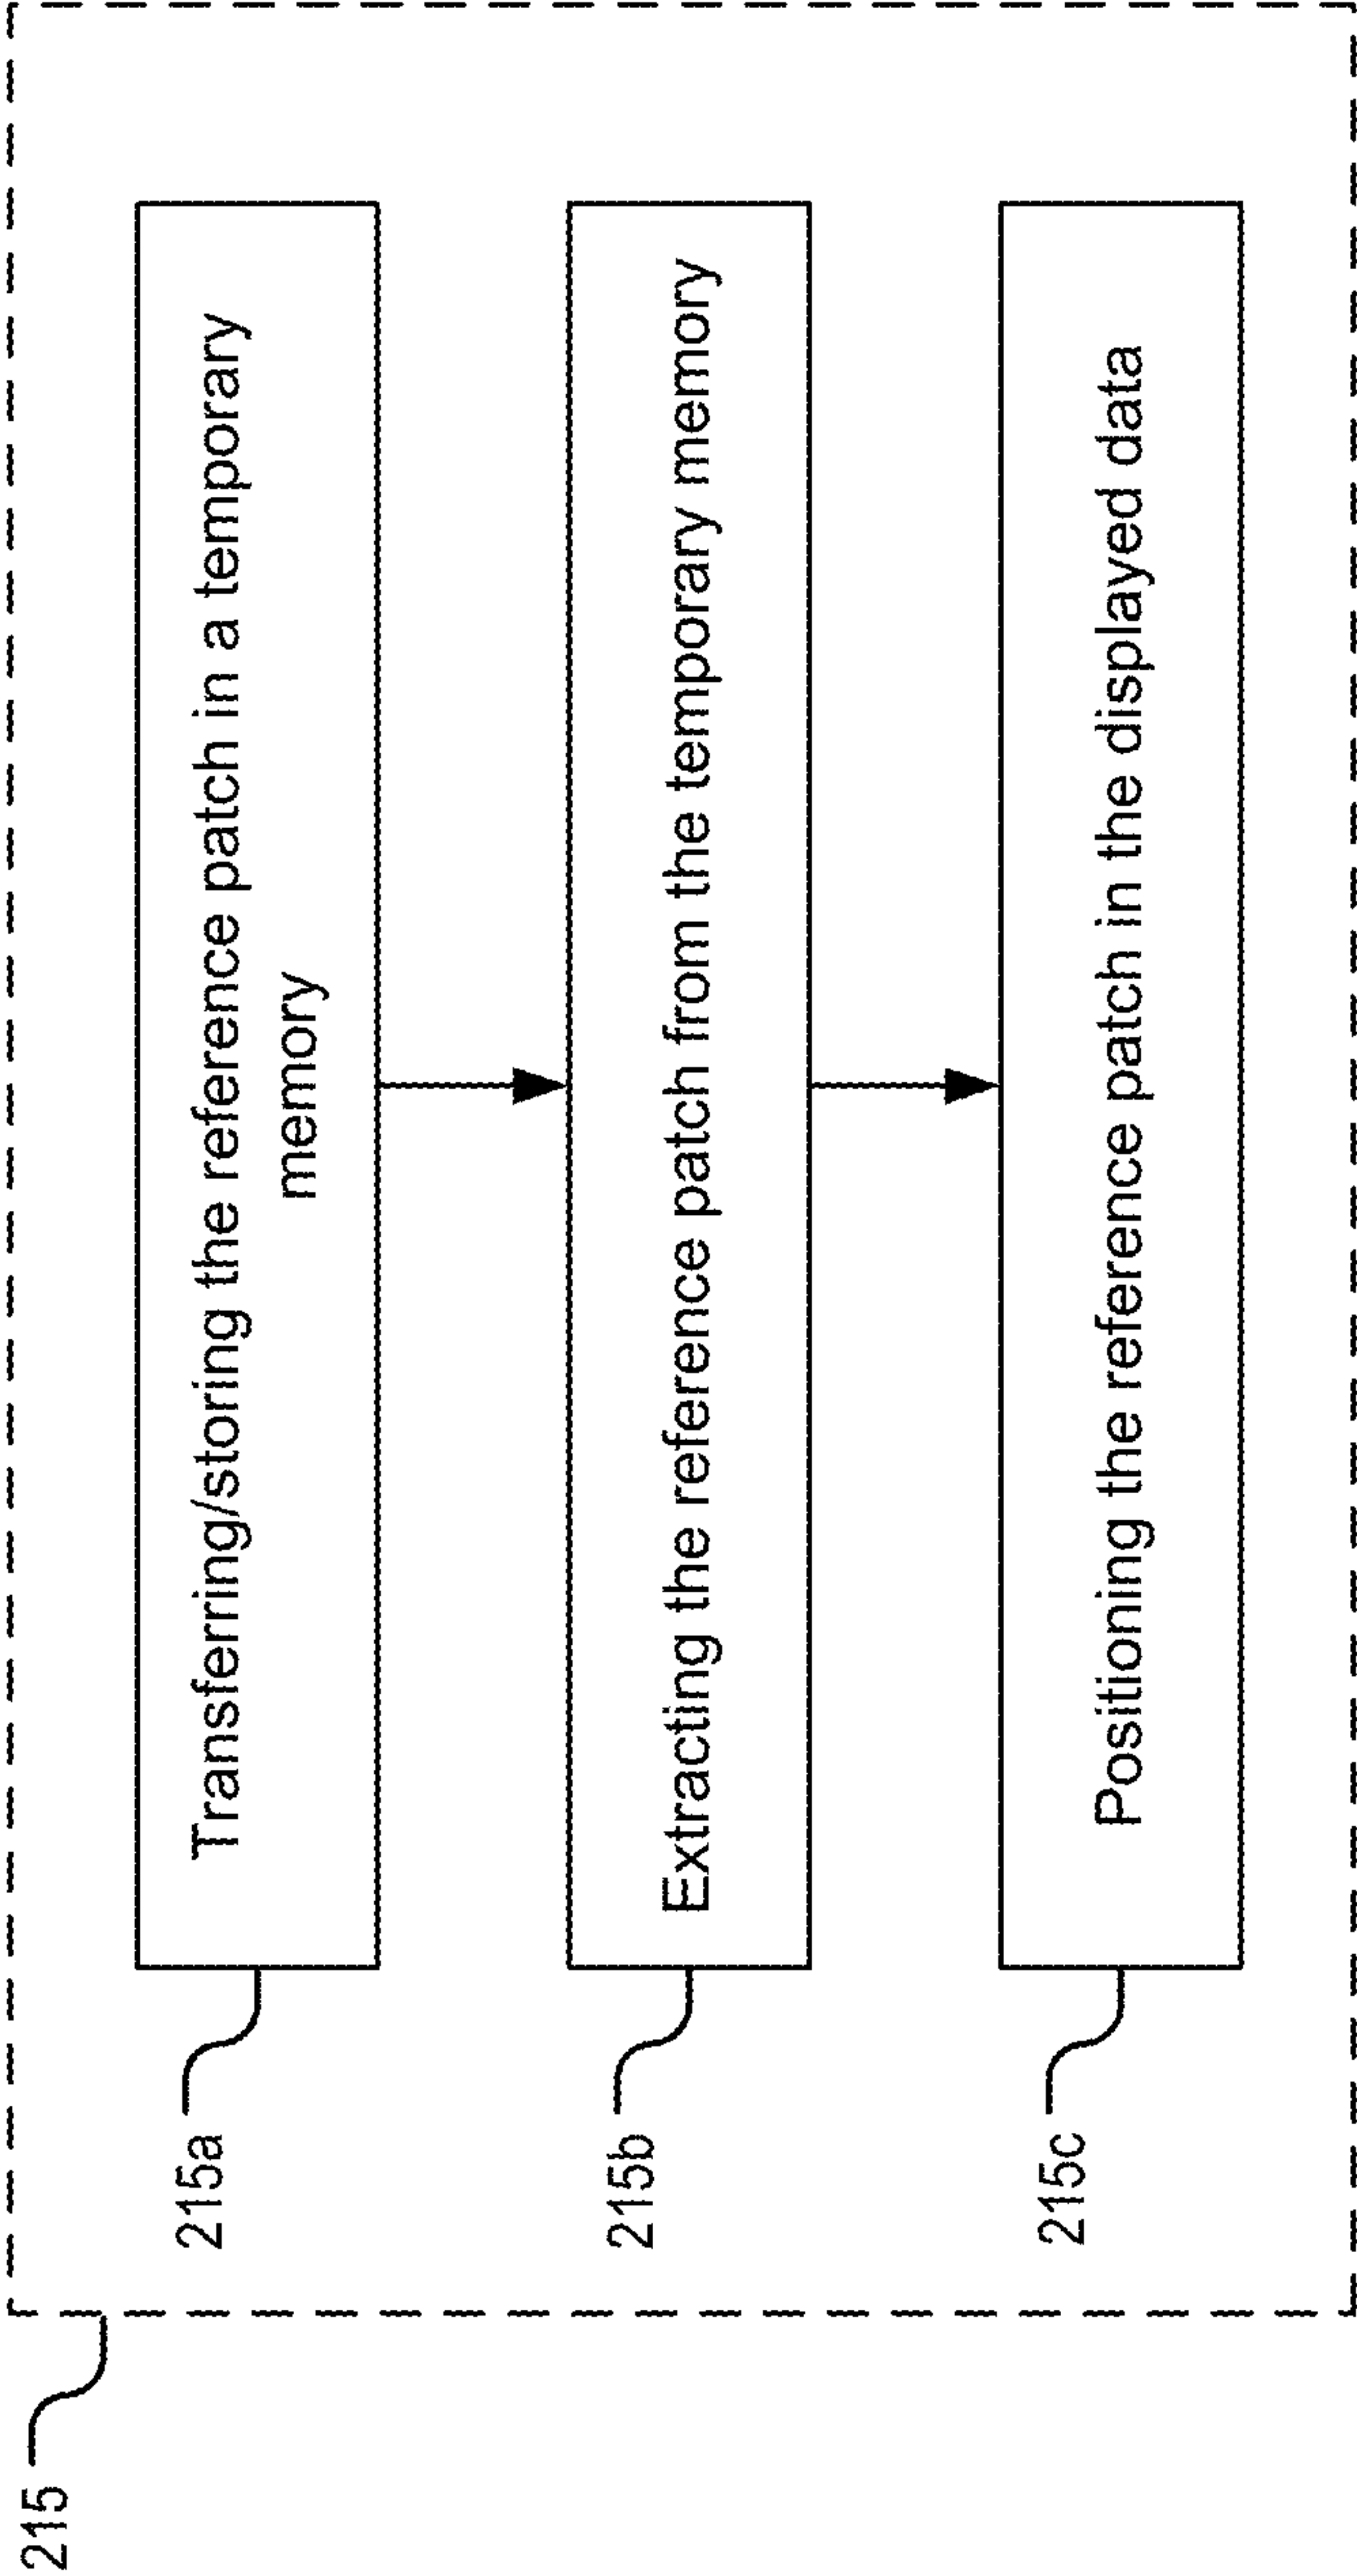 215
215a
Transferring/storing the reference patch in a temporary
memory
215b
Extracting the reference patch from the temporary memory
215c
Positioning the reference patch in the displayed data